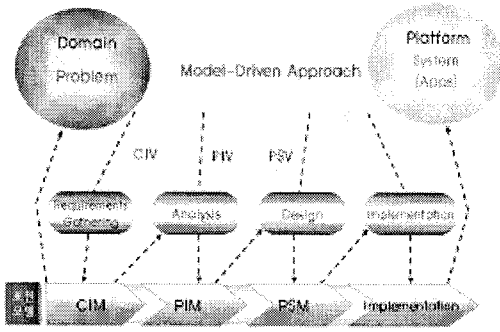 Domain
Problem
Model-Driven Approach
Platform
System
(Apps)
CIV
PIV
PSV
Requirements
Gathering
Analysis
Design
Implementation
CIM
PIM
PSM
Implementation